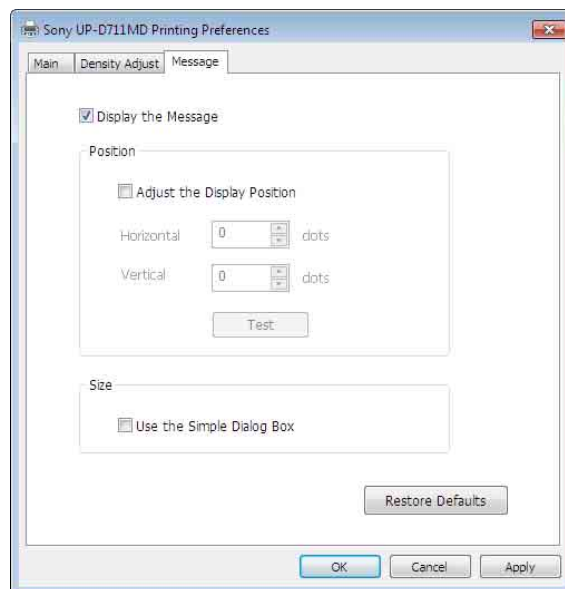 Sony UP-D711MD Printing Preferences
Main Density Adjust Message
Display the Message
Position
Adjust the Display Position
Horizontal 0 dots
Vertical 0 dots
Test
Size
Use the Simple Dialog Box
Restore Defaults
OK Cancel Apply